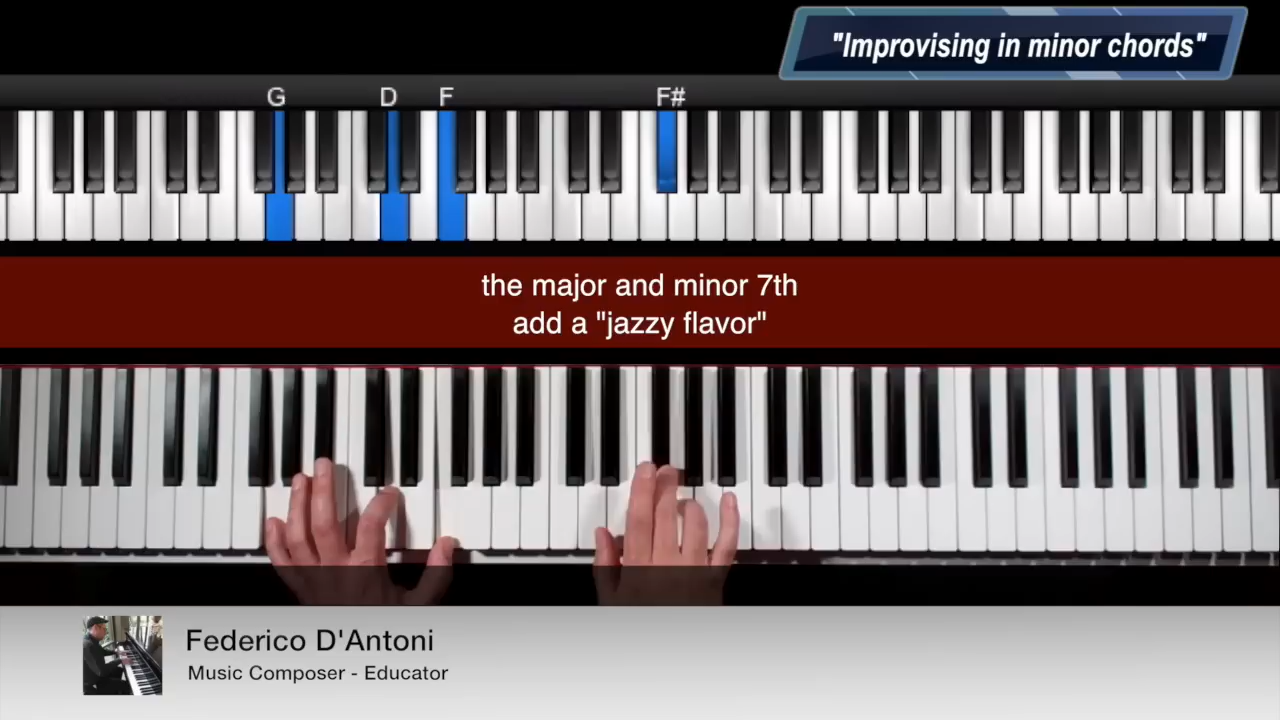 "Improvising in minor chords"
G D F F#
the major and minor 7th
add a "jazzy flavor"
Federico D'Antoni
Music Composer - Educator